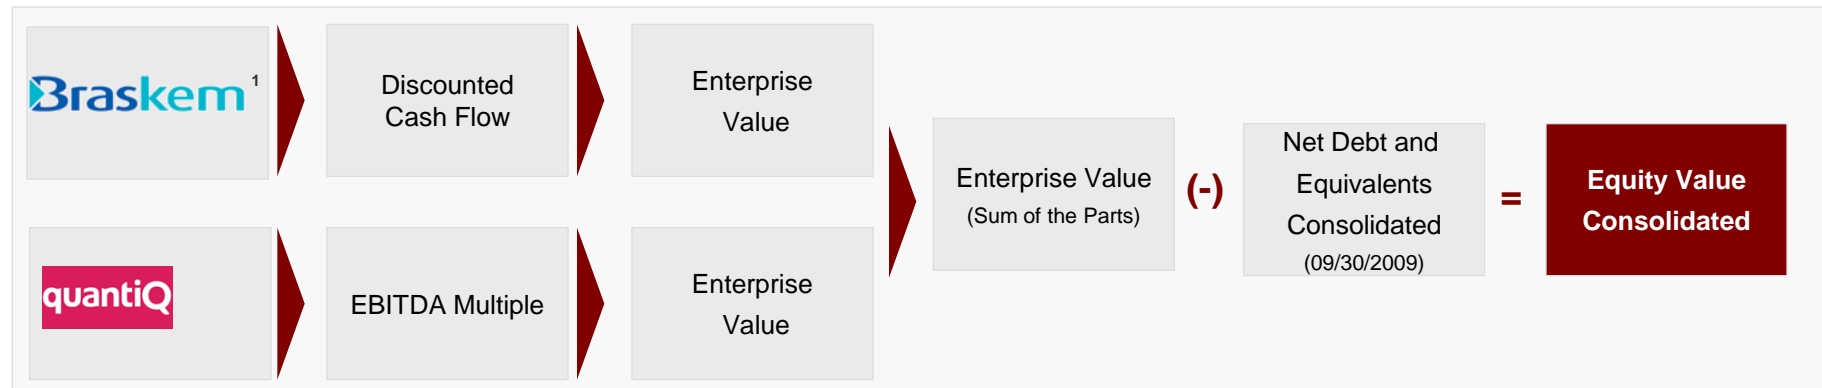 Braskem 1
Discounted
Cash Flow
Enterprise
Value
quantiQ
EBITDA Multiple
Enterprise
Value
Enterprise Value
(Sum of the Parts)
(-)
Net Debt and
Equivalents
Consolidated
(09/30/2009)
=
Equity Value
Consolidated